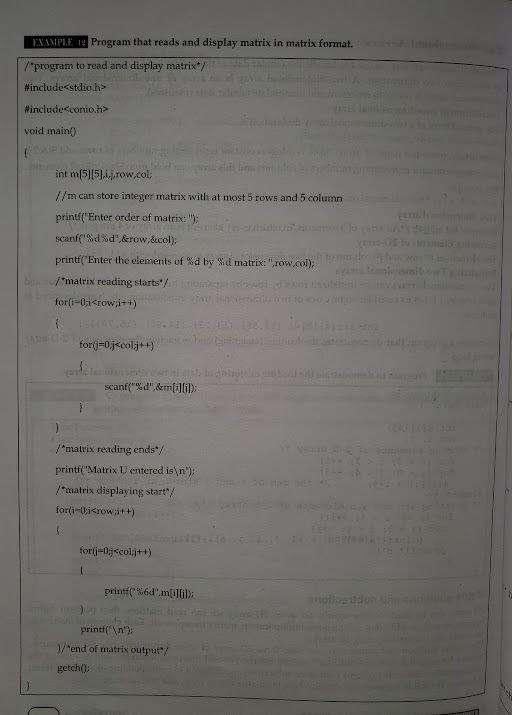 EXAMPLE 12 Program that reads and display matrix in matrix format.
/*program to read and display matrix*/
#include<stdio.h>
#include<conio.h>
void main()
{
int m[5][5],i,j,row,col;
//m can store integer matrix with at most 5 rows and 5 column
printf("Enter order of matrix: ");
scanf("%d%d",&row,&col);
printf("Enter the elements of %d by %d matrix: ",row,col);
/*matrix reading starts*/
for(i=0;i<row;i++)
{
for(j=0;j<col;j++)
{
scanf("%d",&m[i][j]);
}
}
/*matrix reading ends*/
printf("Matrix U entered is\n");
/*matrix displaying start*/
for(i=0;i<row;i++)
{
for(j=0;j<col;j++)
{
printf("%6d",m[i][j]);
}
printf("\n");
}/*end of matrix output*/
getch();
}